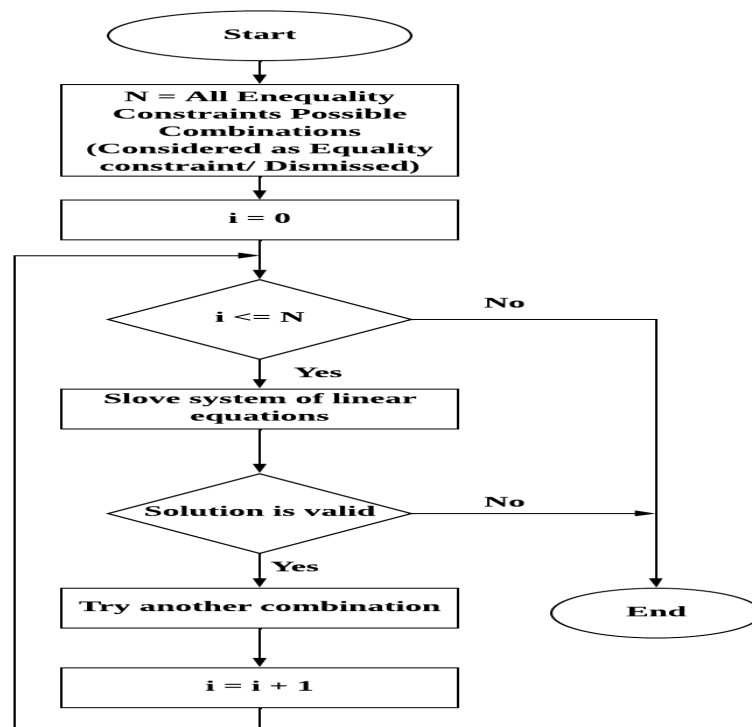 Start
N = All Enequality
Constraints Possible
Combinations
(Considered as Equality
constraint/ Dismissed)
i = 0
i <= N
No
Yes
Slove system of linear
equations
Solution is valid
No
Yes
Try another combination
End
i = i + 1